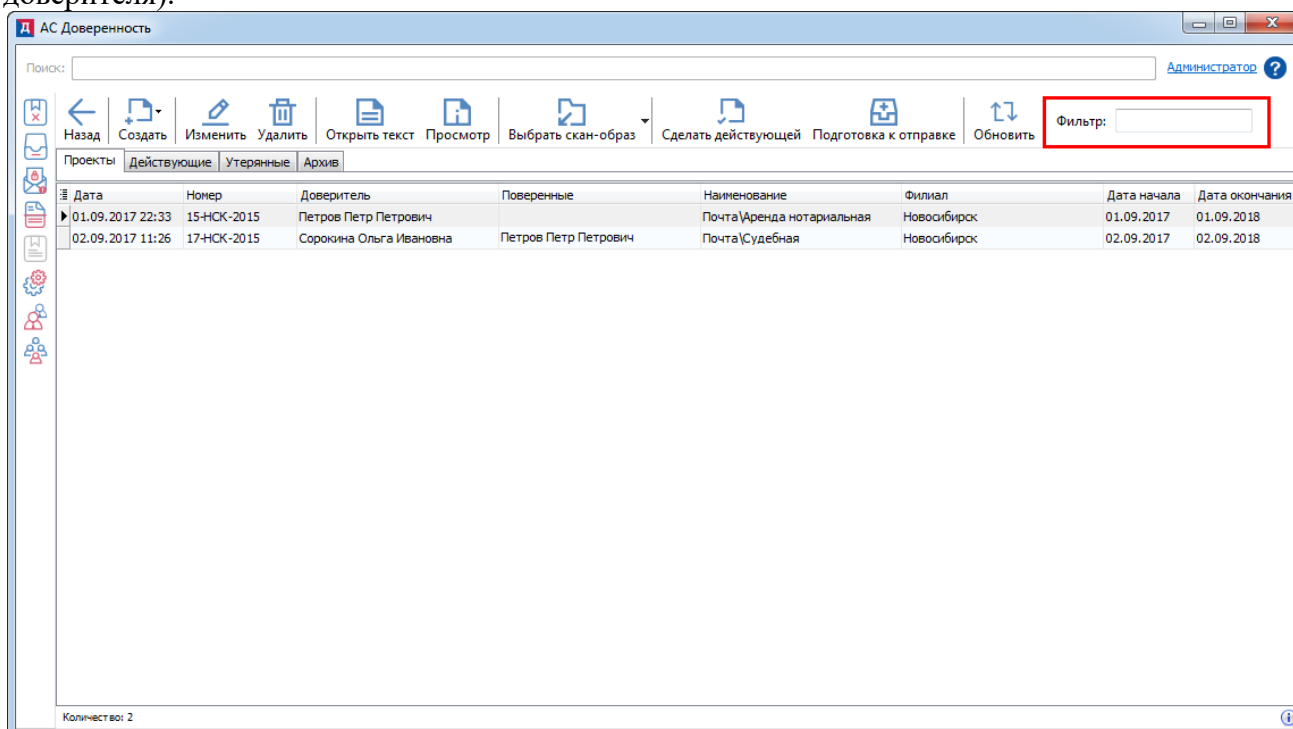 доверителя).
АС Доверенность
Поиск:
Администратор ?
Назад Создать Изменить Удалить Открыть текст Просмотр Выбрать скан-образ Сделать действующей Подготовка к отправке Обновить Фильтр:
Проекты Действующие Утерянные Архив
Дата Номер Доверитель Поверенные Наименование Филиал Дата начала Дата окончания
01.09.2017 22:33 15-НСК-2015 Петров Петр Петрович Почта\Аренда нотариальная Новосибирск 01.09.2017 01.09.2018
02.09.2017 11:26 17-НСК-2015 Сорокина Ольга Ивановна Петров Петр Петрович Почта\Судебная Новосибирск 02.09.2017 02.09.2018
Количество: 2